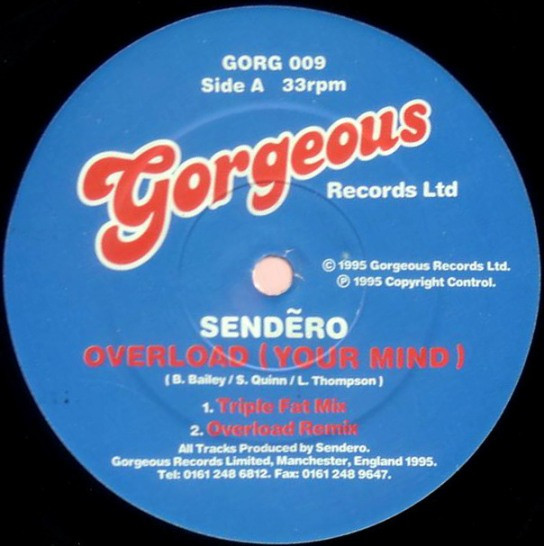 GORG 009
Side A 33rpm
Gorgeous
Records Ltd
© 1995 Gorgeous Records Ltd.
℗ 1995 Copyright Control.
SENDẼRO
OVERLOAD (YOUR MIND)
( B. Bailey / S. Quinn / L. Thompson )
1. Triple Fat Mix
2. Overload Remix
All Tracks Produced by Sendero.
Gorgeous Records Limited, Manchester, England 1995.
Tel: 0161 248 6812. Fax: 0161 248 9647.